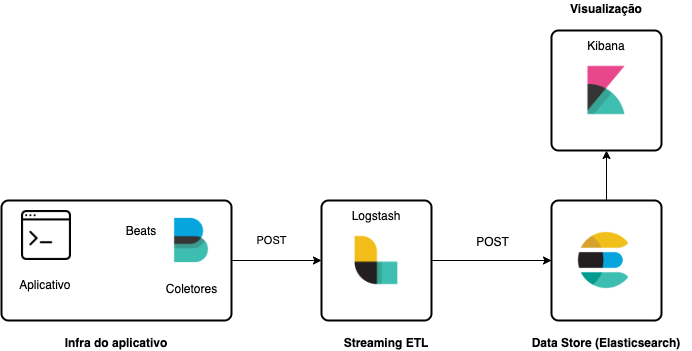 Visualização
Kibana
Beats
Aplicativo
Coletores
POST
Logstash
POST
Infra do aplicativo
Streaming ETL
Data Store (Elasticsearch)